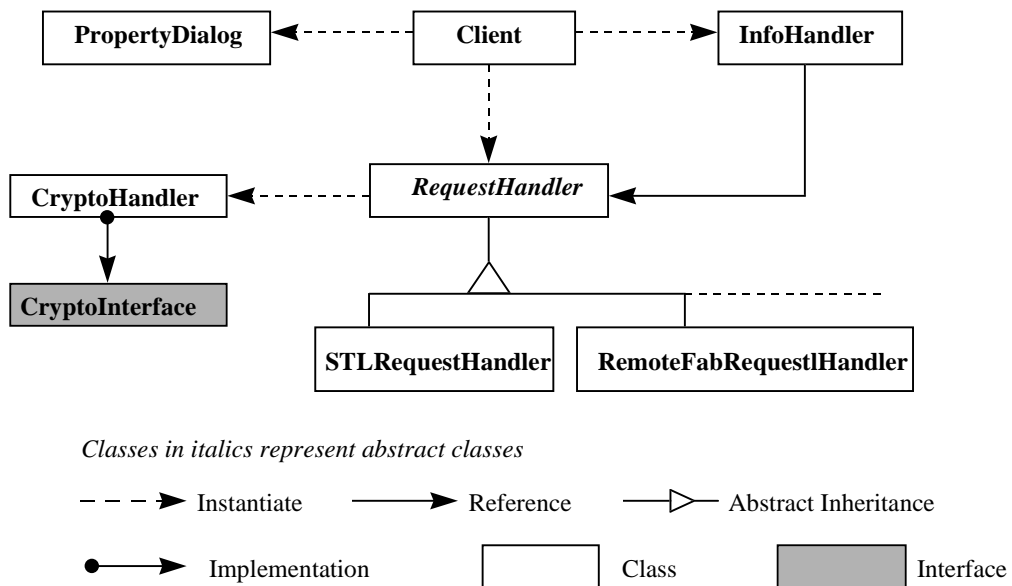 PropertyDialog
Client
InfoHandler
RequestHandler
CryptoHandler
CryptoInterface
STLRequestHandler
RemoteFabRequestlHandler
Classes in italics represent abstract classes
Instantiate
Reference
Abstract Inheritance
Implementation
Class
Interface